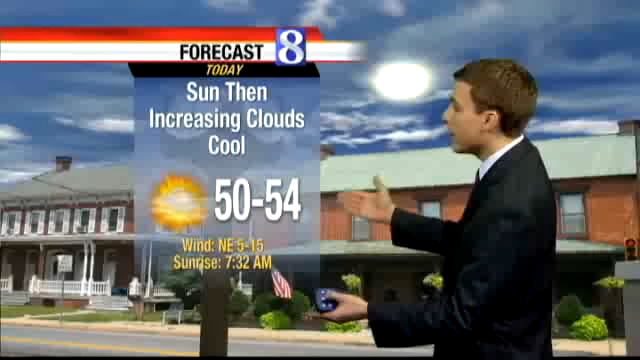 FORECAST 8
TODAY
Sun Then
Increasing Clouds
Cool
50-54
Wind: NE 5-15
Sunrise: 7:32 AM